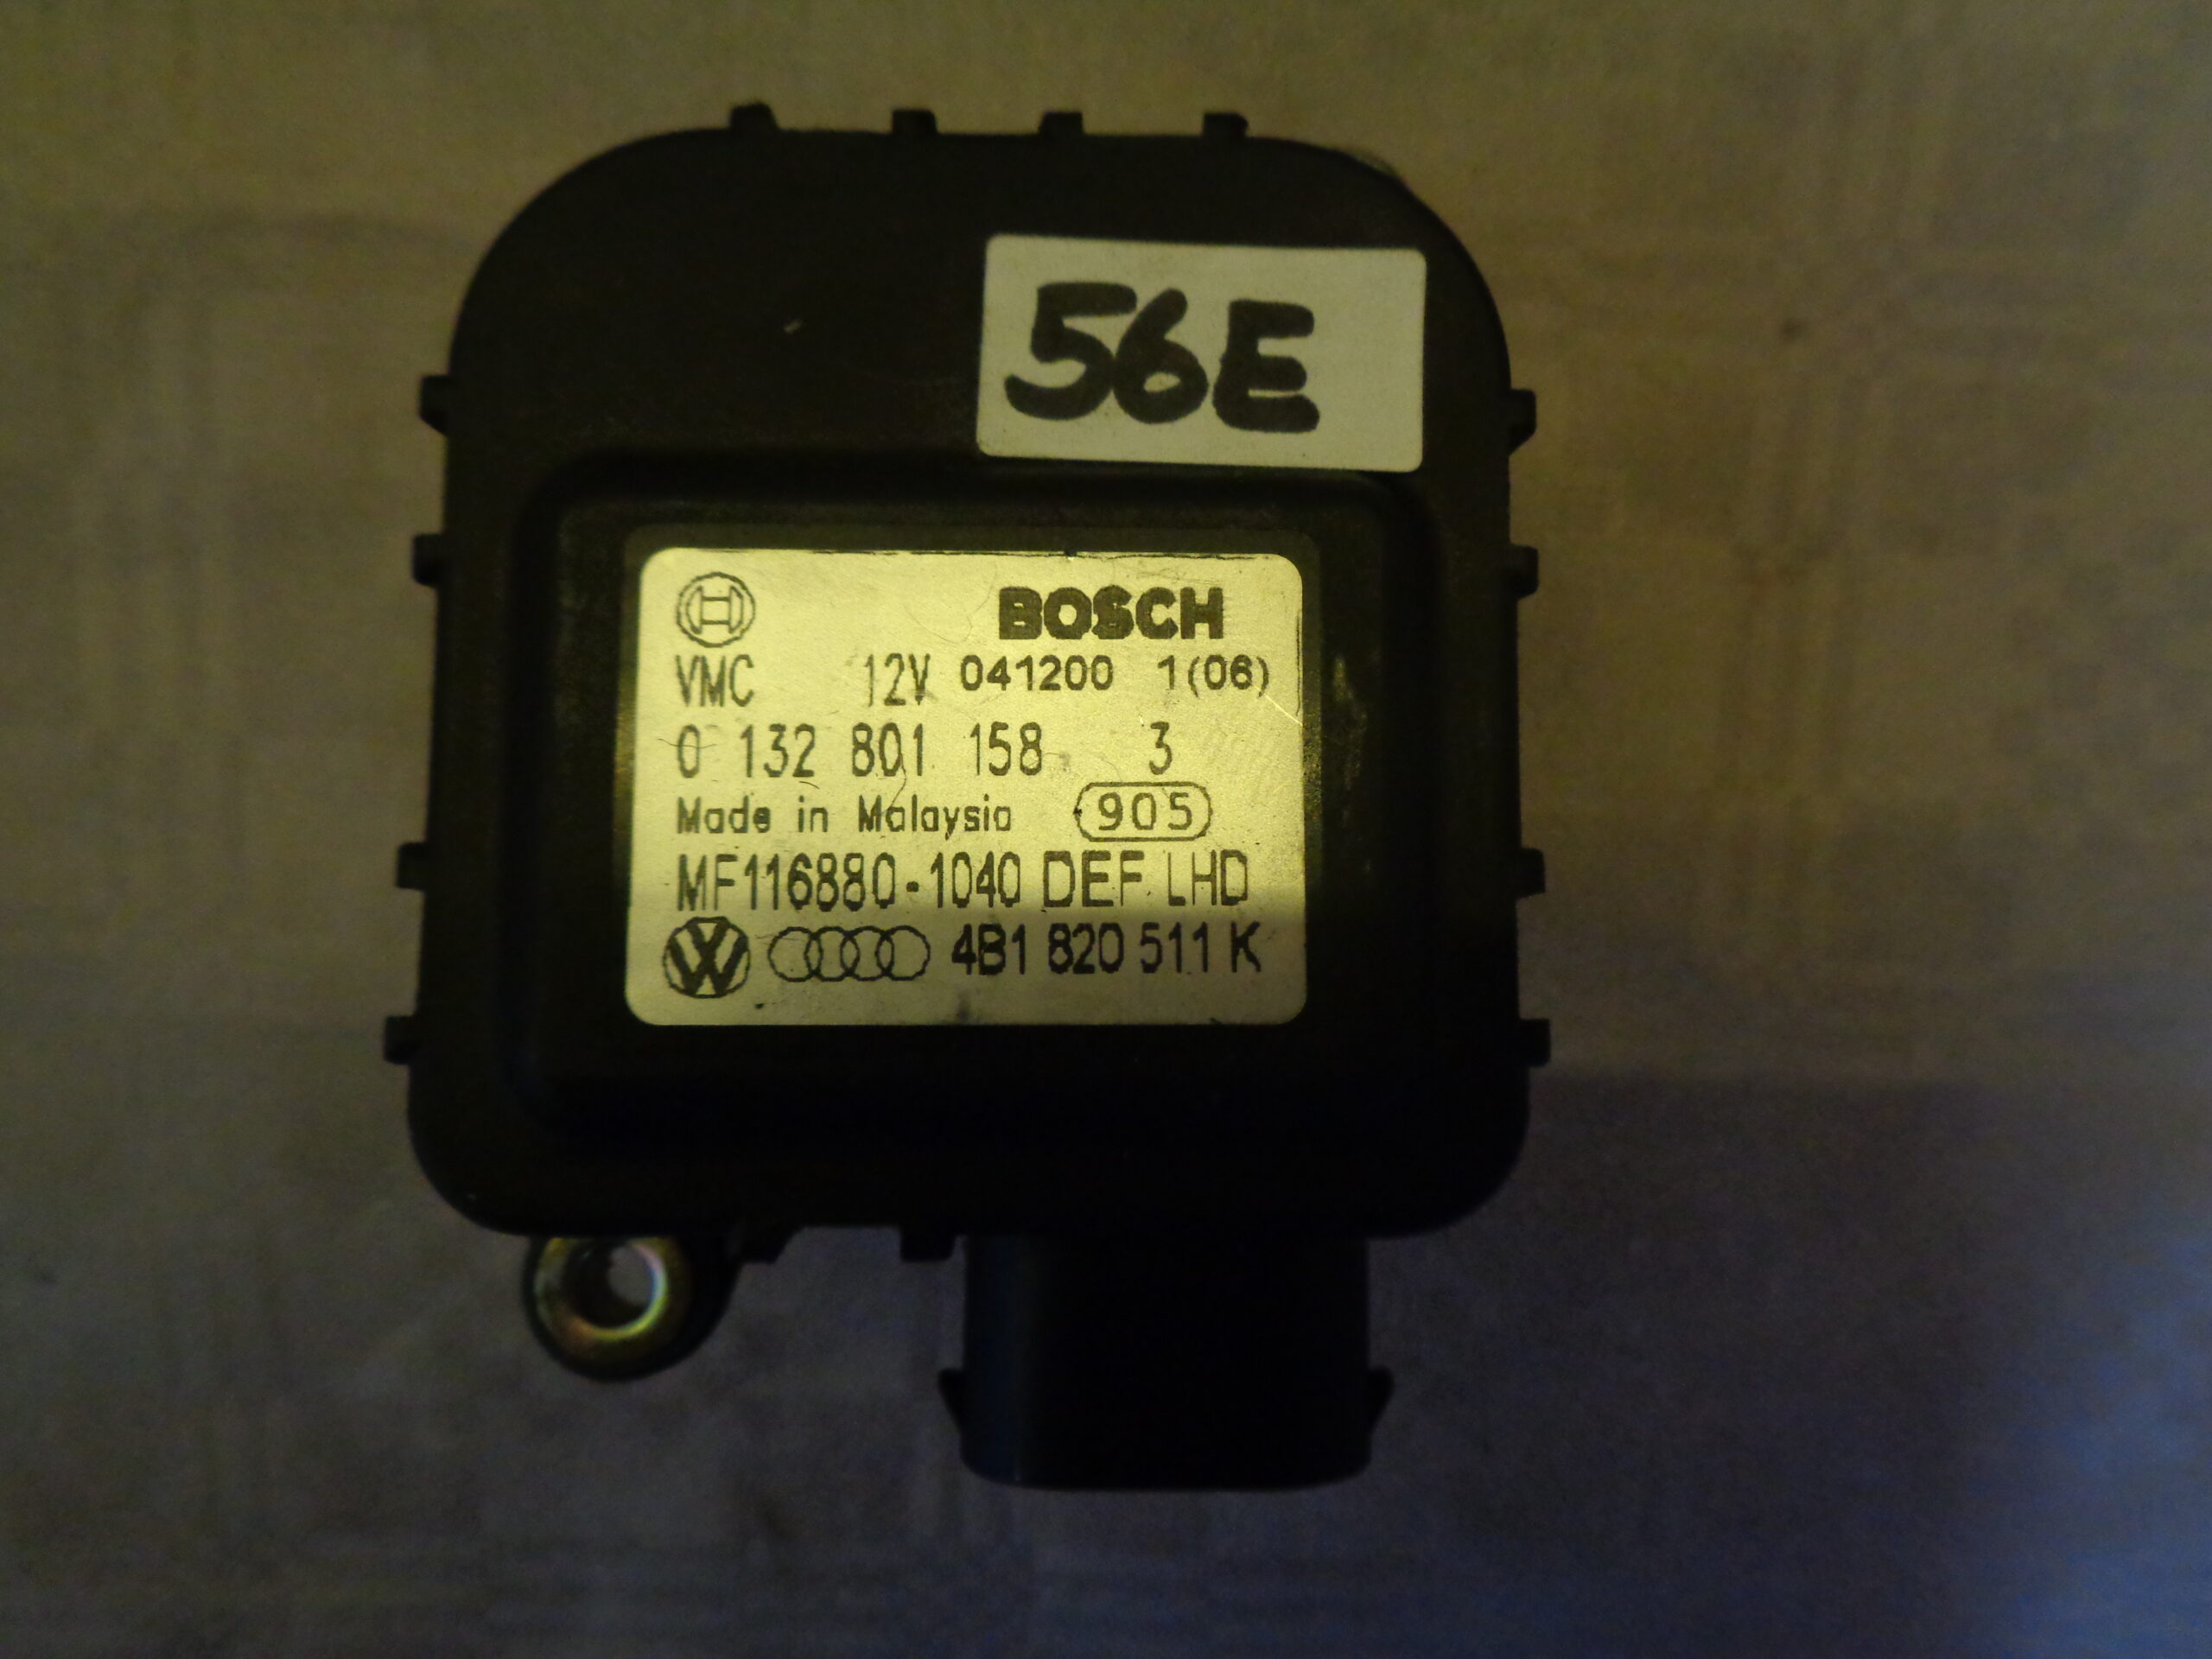 56E
BOSCH
VMC 12V 041200 1(06)
0 132 801 158 3
Made in Malaysia 905
MF116880-1040 DEF LHD
VW 4B1 820 511 K